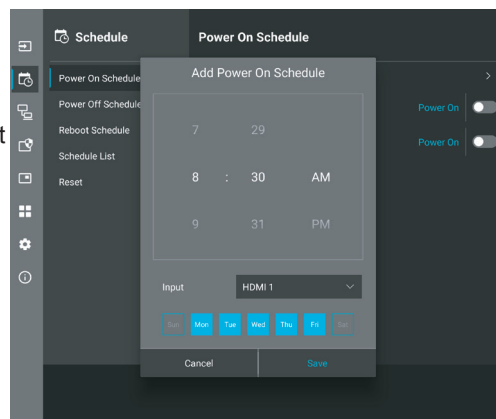 Schedule
Power On Schedule
Power On Schedule
Power Off Schedule
Reboot Schedule
Schedule List
Reset
t
Add Power On Schedule
7 29
8 : 30 AM
9 31 PM
Input HDMI 1
Sun Mon Tue Wed Thu Fri Sat
Cancel Save
Power On
Power On